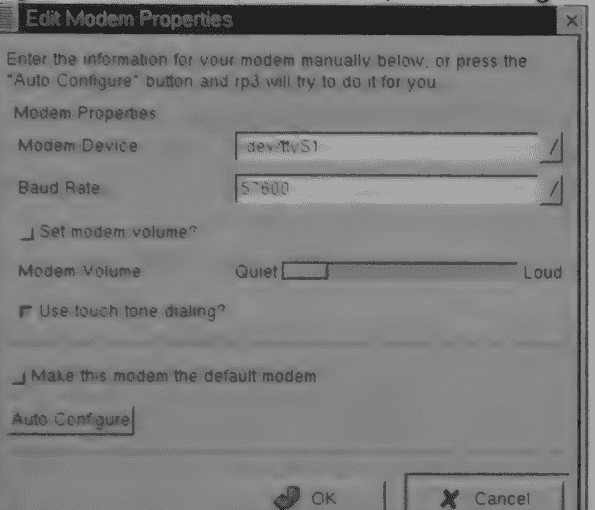 Edit Modem Properties
Enter the information for your modem manually below, or press the
"Auto Configure" button and rp3 will try to do it for you
Modem Properties
Modem Device /dev/ttyS1
Baud Rate 57600
Set modem volume?
Modem Volume Quiet Loud
Use touch tone dialing?
Make this modem the default modem
Auto Configure
OK Cancel